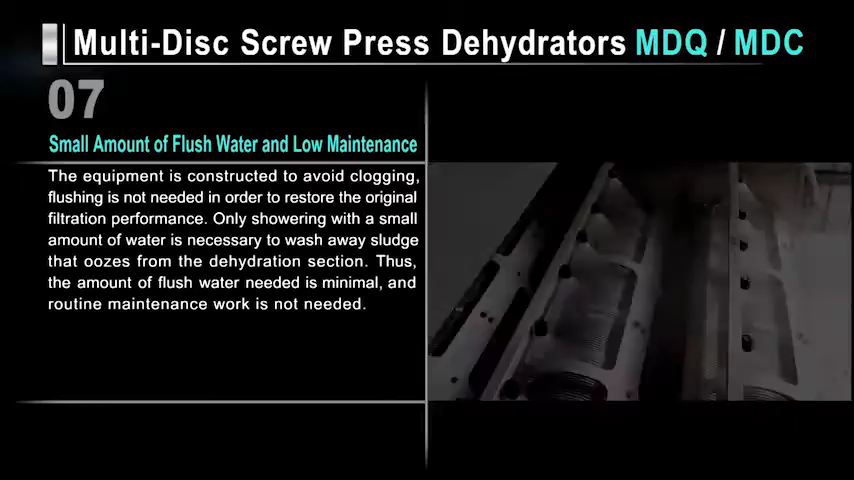 Multi-Disc Screw Press Dehydrators MDQ / MDC
07
Small Amount of Flush Water and Low Maintenance
The equipment is constructed to avoid clogging,
flushing is not needed in order to restore the original
filtration performance. Only showering with a small
amount of water is necessary to wash away sludge
that oozes from the dehydration section. Thus,
the amount of flush water needed is minimal, and
routine maintenance work is not needed.